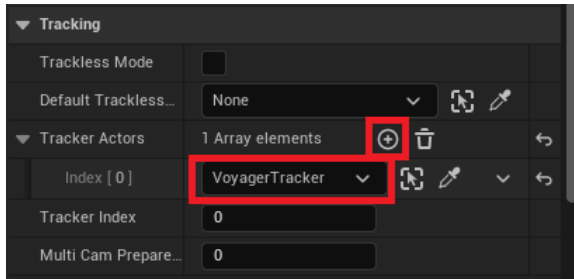 Tracking
Trackless Mode
Default Trackless... None
Tracker Actors 1 Array elements
Index [ 0 ] VoyagerTracker
Tracker Index 0
Multi Cam Prepare... 0